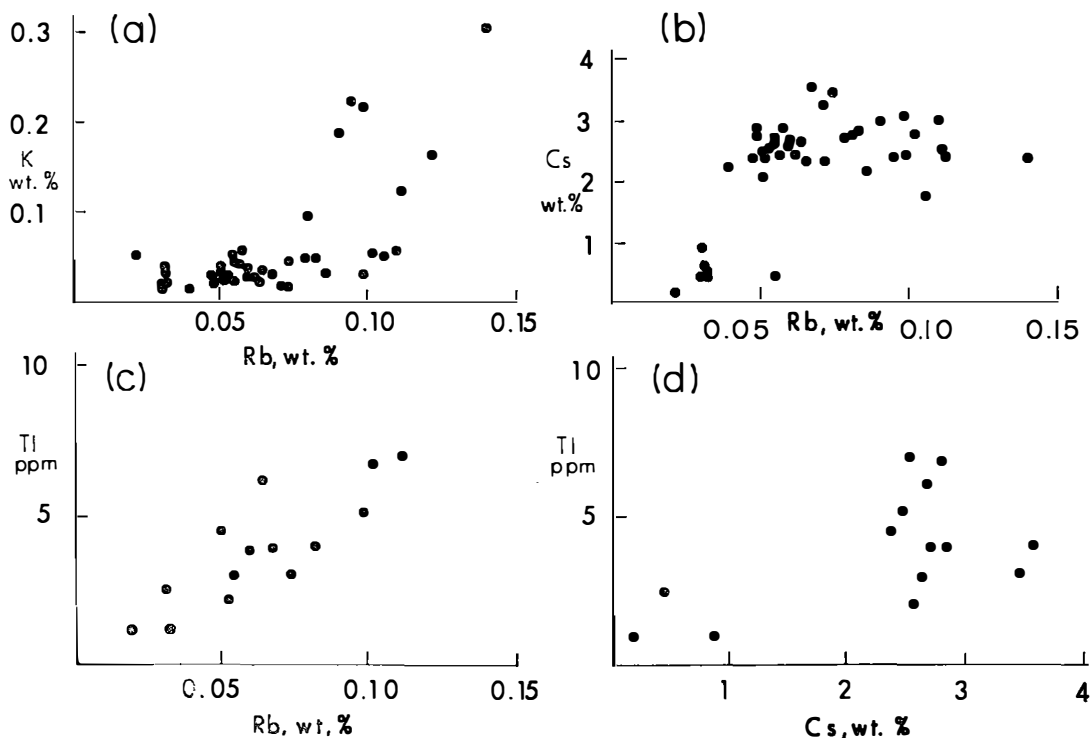 (a)
0.3
0.2
K
wt.%
0.1
0.05
0.10
0.15
Rb, wt. %
(b)
4
3
Cs
2
wt.%
1
0.05
Rb, wt. %
0.10
0.15
(c)
10
Tl
ppm
5
0.05
0.10
0.15
Rb, wt, %
(d)
10
Tl
ppm
5
1
2
3
4
Cs, wt. %